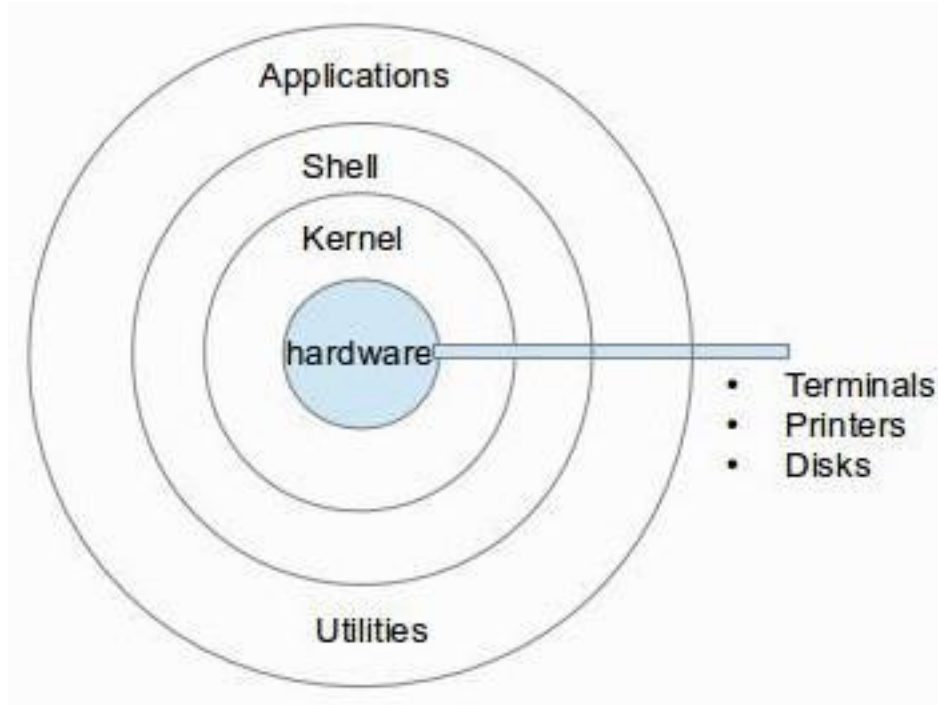 Applications
Shell
Kernel
hardware
• Terminals
• Printers
• Disks
Utilities